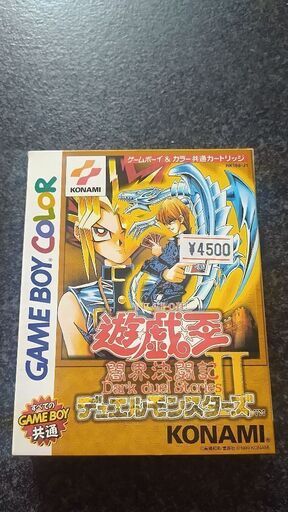 ゲームボーイ&カラー共通カートリッジ
KONAMI
GAME BOY COLOR
¥4500
遊戯王
闇界決闘記
Dark duel Stories
II
デュエルモンスターズ
すべての
GAME BOY
共通
KONAMI